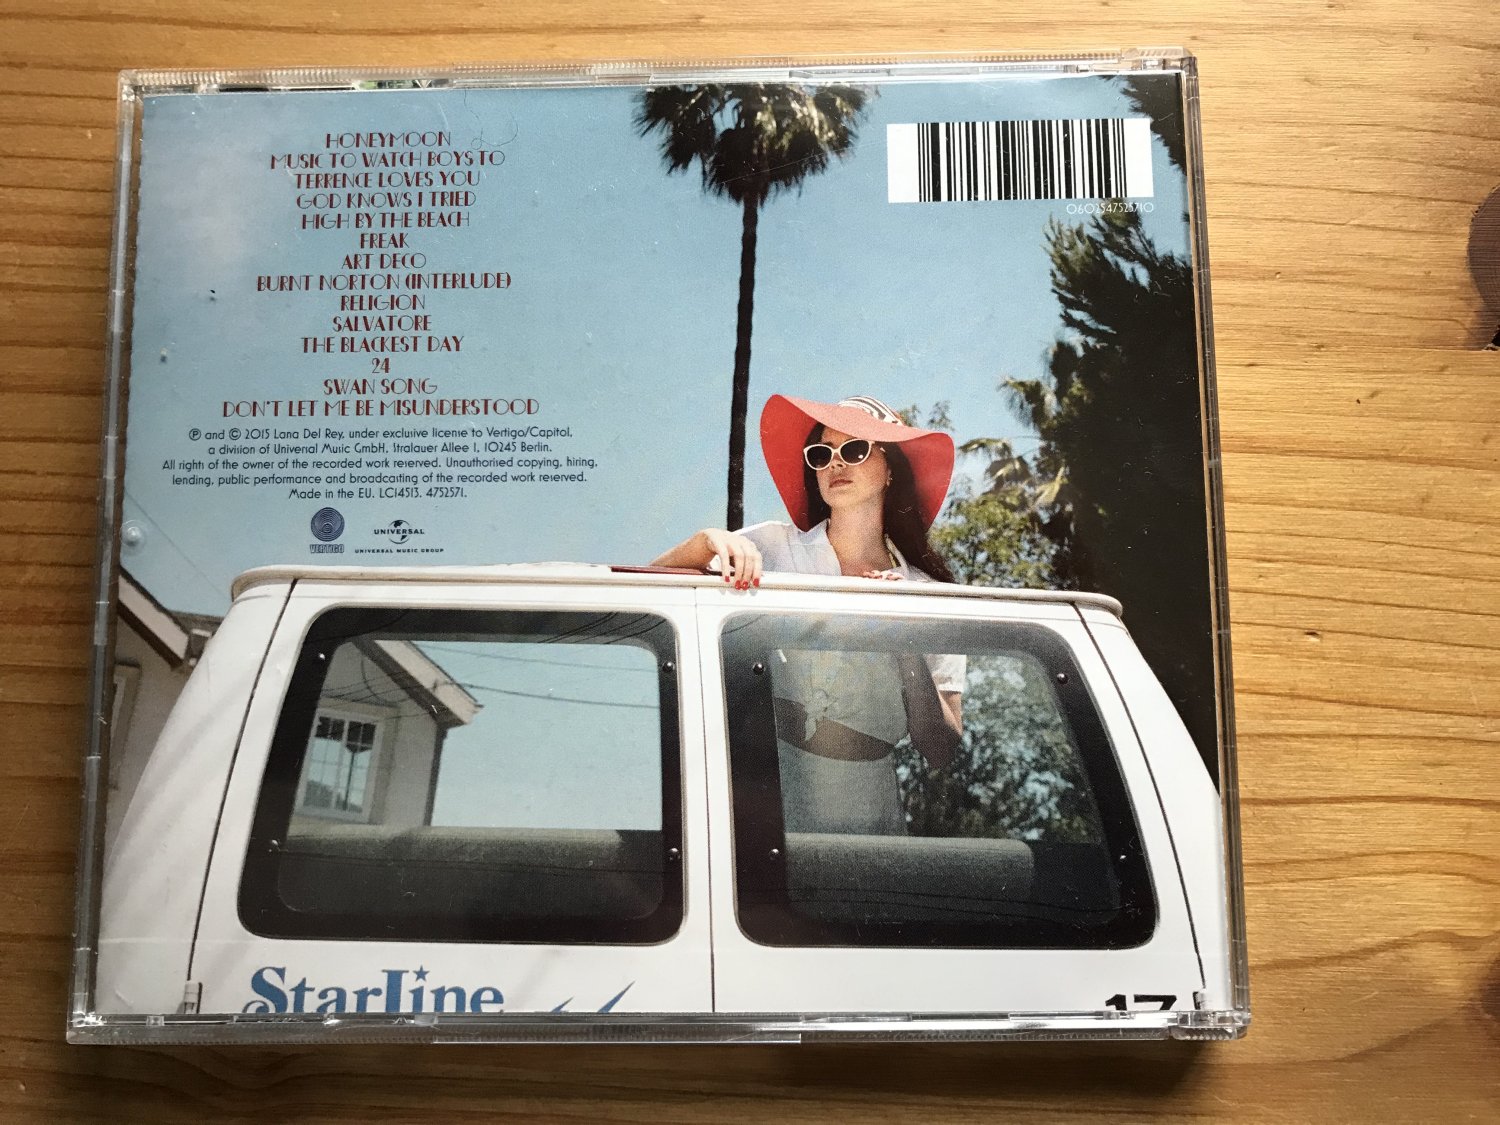 HONEYMOON
MUSIC TO WATCH BOYS TO
TERRENCE LOVES YOU
GOD KNOWS I TRIED
HIGH BY THE BEACH
FREAK
ART DECO
BURNT NORTON (INTERLUDE)
RELIGION
SALVATORE
THE BLACKEST DAY
24
SWAN SONG
DON'T LET ME BE MISUNDERSTOOD
℗ and © 2015 Lana Del Rey, under exclusive license to Vertigo/Capitol,
a division of Universal Music GmbH, Stralauer Allee 1, 10245 Berlin.
All rights of the owner of the recorded work reserved. Unauthorised copying, hiring,
lending, public performance and broadcasting of the recorded work reserved.
Made in the EU. LC14513. 4752571.
VERTIGO
UNIVERSAL
UNIVERSAL MUSIC GROUP
0602547525710
StarLine
17